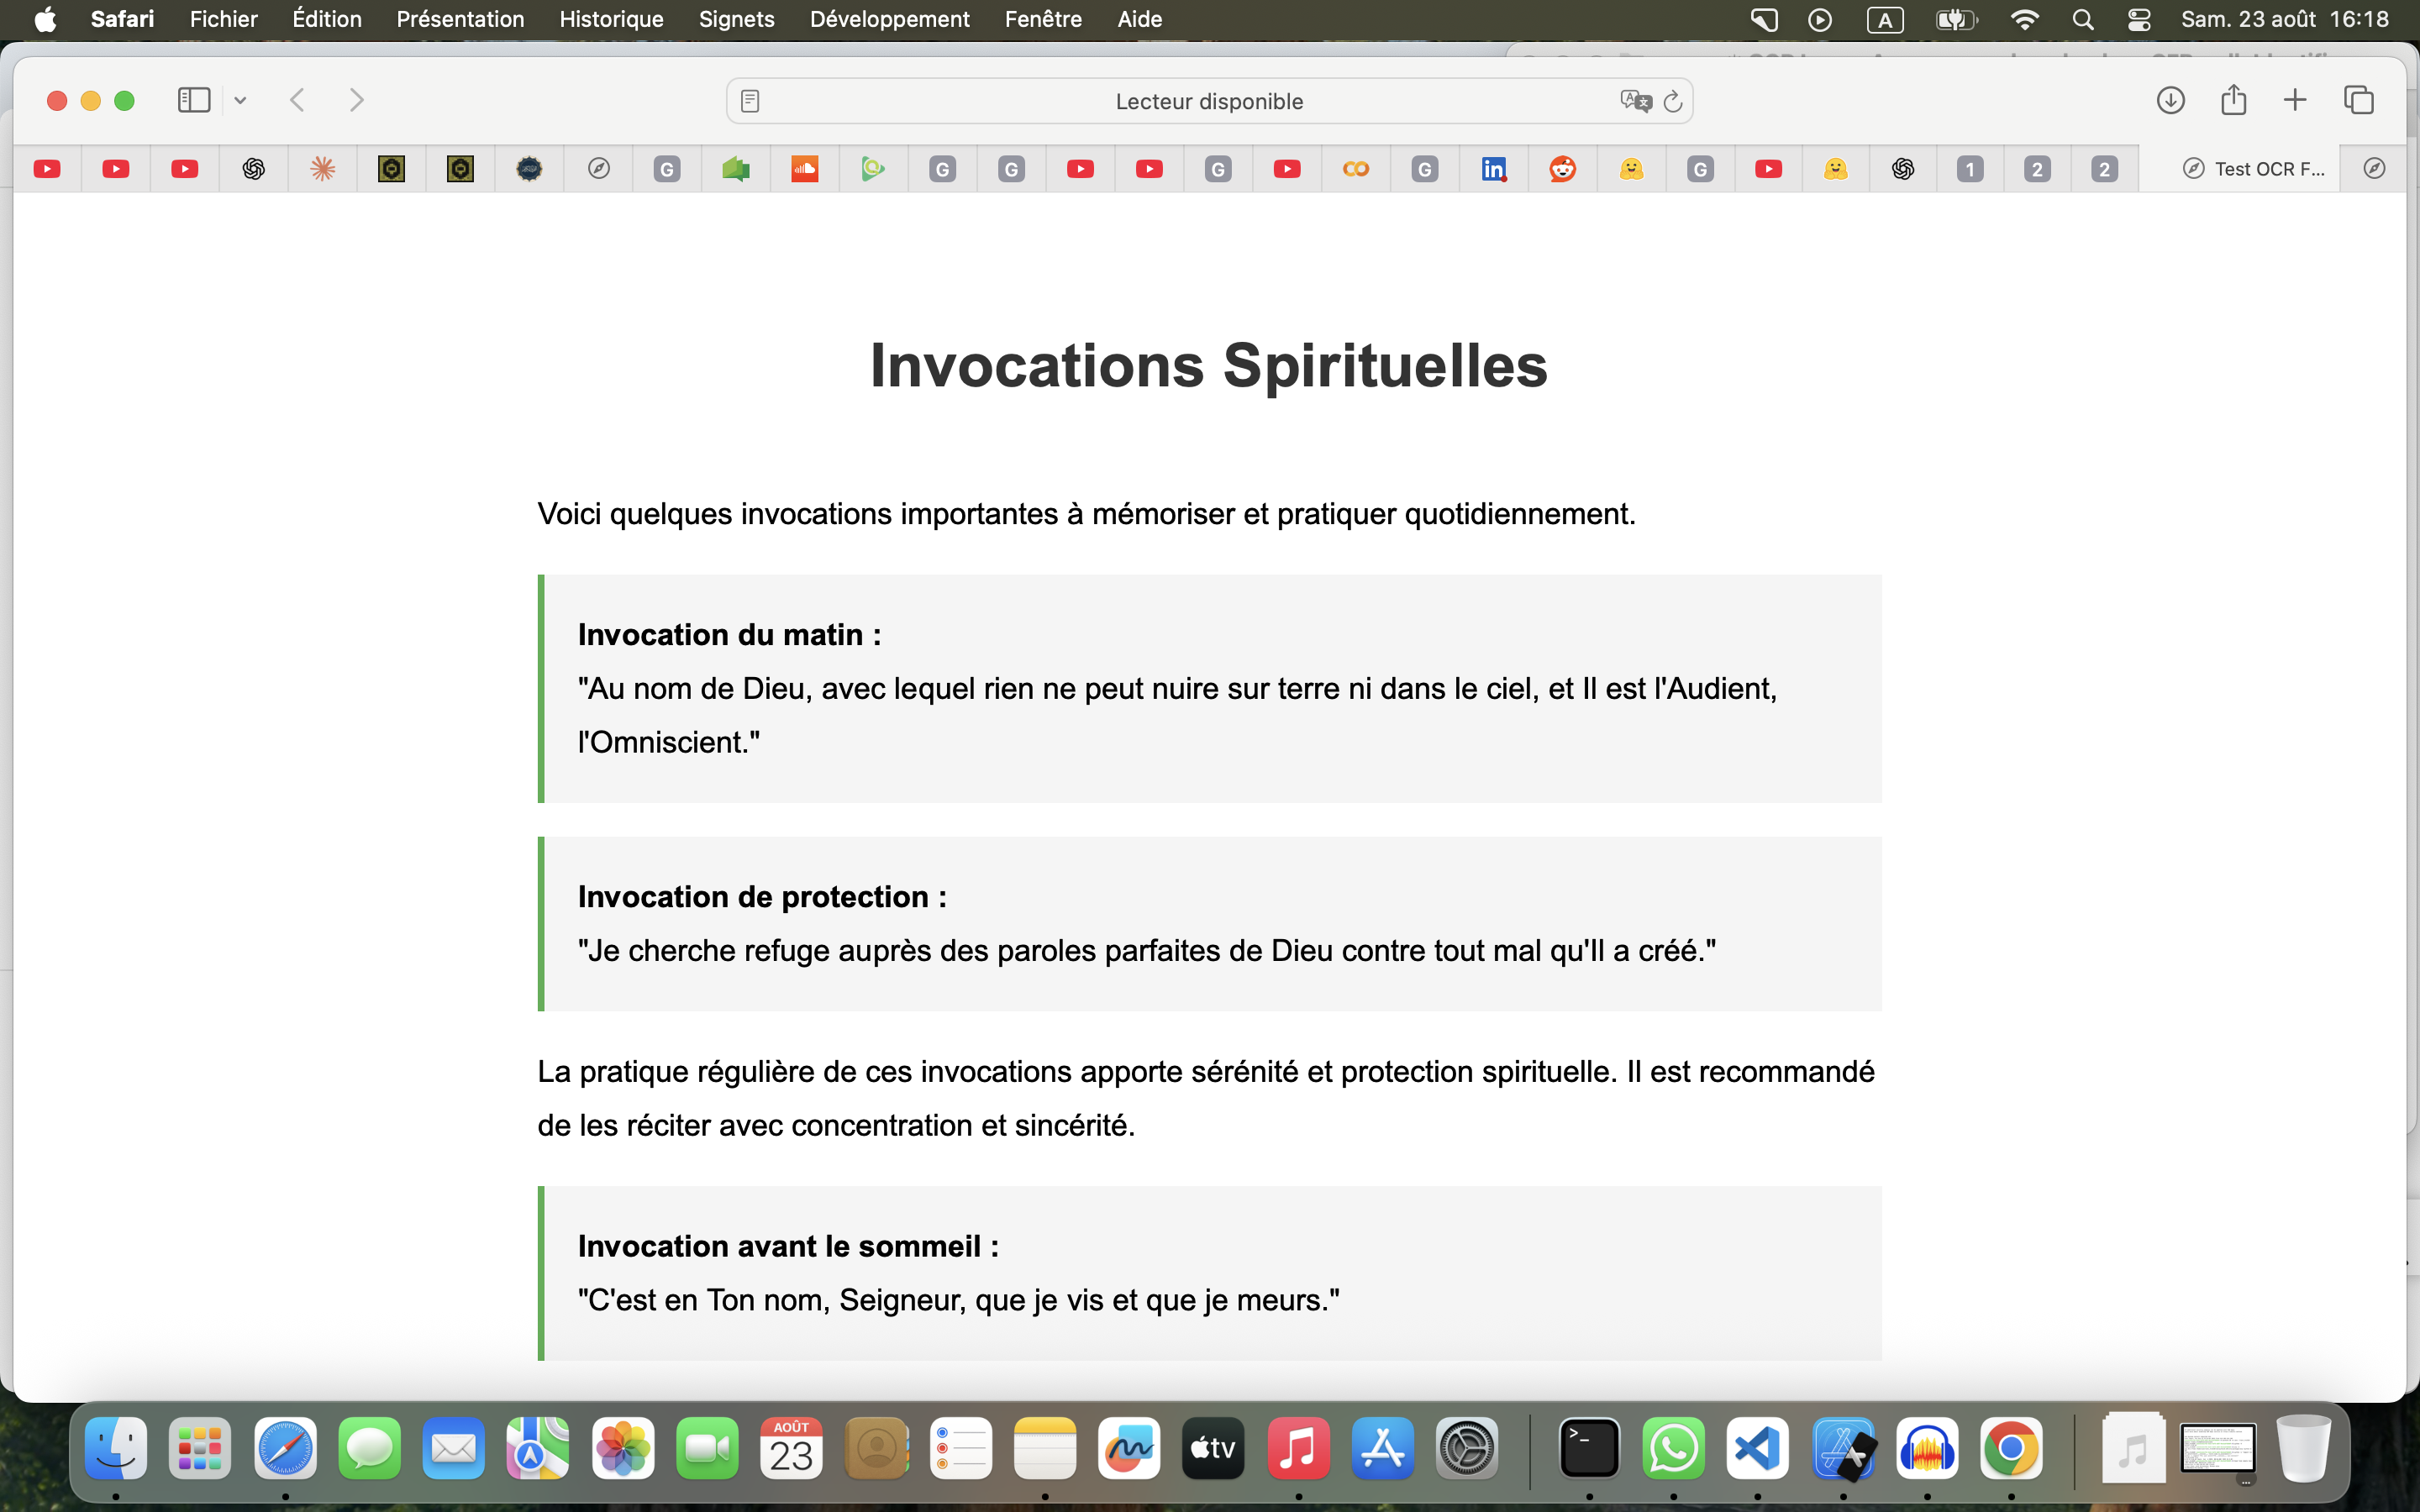 Safari Fichier Édition Présentation Historique Signets Développement Fenêtre Aide
A
Sam. 23 août 16:18
Lecteur disponible
G G G G G G 1 2 2 Test OCR F...
Invocations Spirituelles
Voici quelques invocations importantes à mémoriser et pratiquer quotidiennement.
Invocation du matin :
"Au nom de Dieu, avec lequel rien ne peut nuire sur terre ni dans le ciel, et Il est l'Audient,
l'Omniscient."
Invocation de protection :
"Je cherche refuge auprès des paroles parfaites de Dieu contre tout mal qu'Il a créé."
La pratique régulière de ces invocations apporte sérénité et protection spirituelle. Il est recommandé
de les réciter avec concentration et sincérité.
Invocation avant le sommeil :
"C'est en Ton nom, Seigneur, que je vis et que je meurs."
AOÛT
23
tv